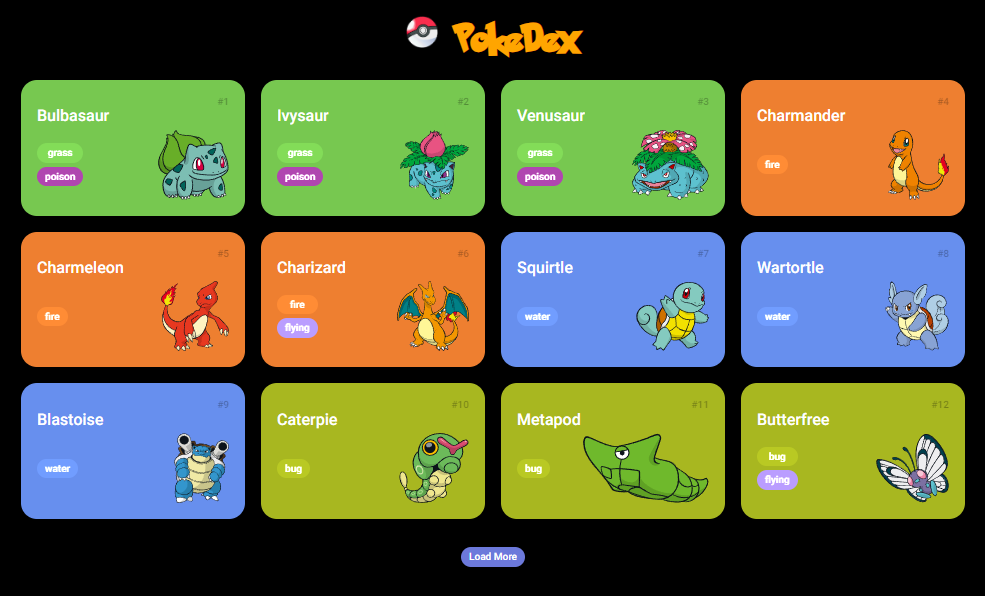 PokeDex
#1
Bulbasaur
grass
poison
#2
Ivysaur
grass
poison
#3
Venusaur
grass
poison
#4
Charmander
fire
#5
Charmeleon
fire
#6
Charizard
fire
flying
#7
Squirtle
water
#8
Wartortle
water
#9
Blastoise
water
#10
Caterpie
bug
#11
Metapod
bug
#12
Butterfree
bug
flying
Load More